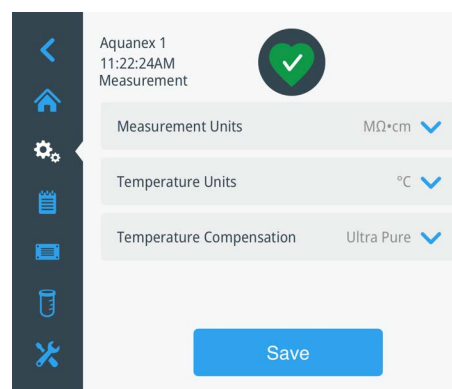 Aquanex 1
11:22:24AM
Measurement
Measurement Units MΩ•cm
Temperature Units °C
Temperature Compensation Ultra Pure
Save